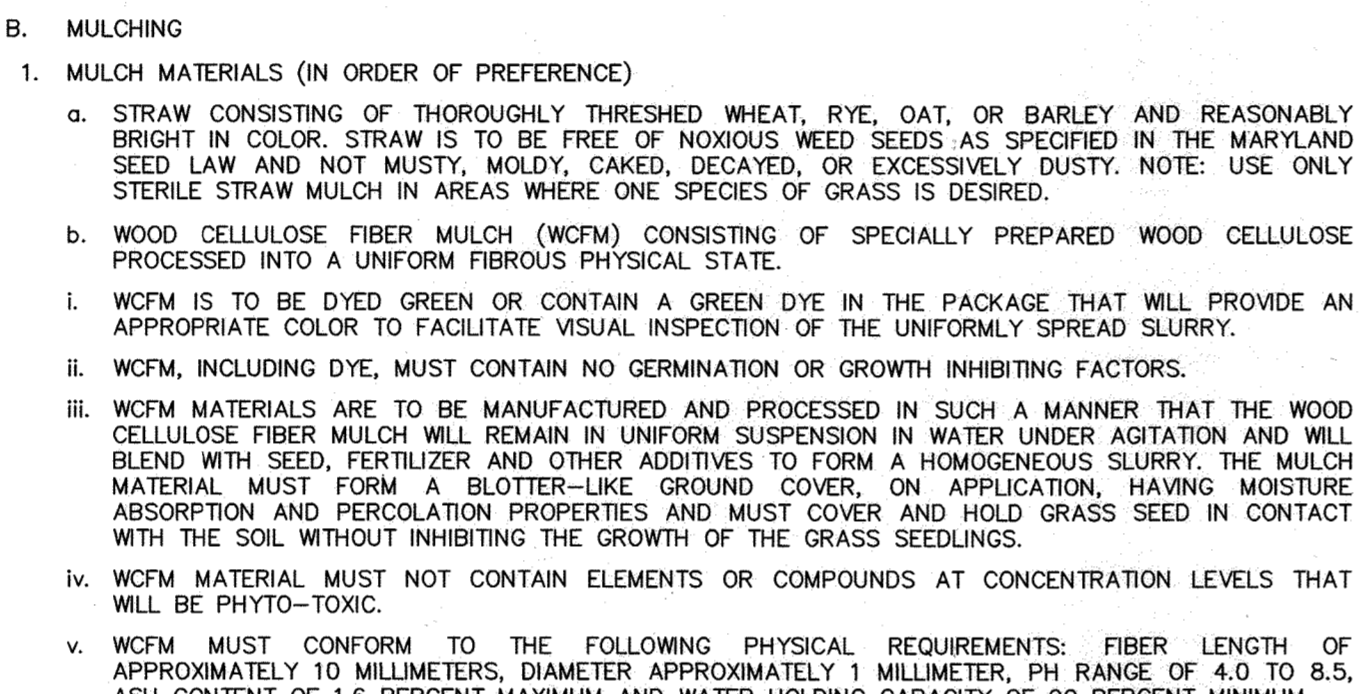 B. MULCHING
1. MULCH MATERIALS (IN ORDER OF PREFERENCE)
a. STRAW CONSISTING OF THOROUGHLY THRESHED WHEAT, RYE, OAT, OR BARLEY AND REASONABLY
BRIGHT IN COLOR. STRAW IS TO BE FREE OF NOXIOUS WEED SEEDS AS SPECIFIED IN THE MARYLAND
SEED LAW AND NOT MUSTY, MOLDY, CAKED, DECAYED, OR EXCESSIVELY DUSTY. NOTE: USE ONLY
STERILE STRAW MULCH IN AREAS WHERE ONE SPECIES OF GRASS IS DESIRED.
b. WOOD CELLULOSE FIBER MULCH (WCFM) CONSISTING OF SPECIALLY PREPARED WOOD CELLULOSE
PROCESSED INTO A UNIFORM FIBROUS PHYSICAL STATE.
i. WCFM IS TO BE DYED GREEN OR CONTAIN A GREEN DYE IN THE PACKAGE THAT WILL PROVIDE AN
APPROPRIATE COLOR TO FACILITATE VISUAL INSPECTION OF THE UNIFORMLY SPREAD SLURRY.
ii. WCFM, INCLUDING DYE, MUST CONTAIN NO GERMINATION OR GROWTH INHIBITING FACTORS.
iii. WCFM MATERIALS ARE TO BE MANUFACTURED AND PROCESSED IN SUCH A MANNER THAT THE WOOD
CELLULOSE FIBER MULCH WILL REMAIN IN UNIFORM SUSPENSION IN WATER UNDER AGITATION AND WILL
BLEND WITH SEED, FERTILIZER AND OTHER ADDITIVES TO FORM A HOMOGENEOUS SLURRY. THE MULCH
MATERIAL MUST FORM A BLOTTER-LIKE GROUND COVER, ON APPLICATION, HAVING MOISTURE
ABSORPTION AND PERCOLATION PROPERTIES AND MUST COVER AND HOLD GRASS SEED IN CONTACT
WITH THE SOIL WITHOUT INHIBITING THE GROWTH OF THE GRASS SEEDLINGS.
iv. WCFM MATERIAL MUST NOT CONTAIN ELEMENTS OR COMPOUNDS AT CONCENTRATION LEVELS THAT
WILL BE PHYTO-TOXIC.
v. WCFM MUST CONFORM TO THE FOLLOWING PHYSICAL REQUIREMENTS: FIBER LENGTH OF
APPROXIMATELY 10 MILLIMETERS, DIAMETER APPROXIMATELY 1 MILLIMETER, PH RANGE OF 4.0 TO 8.5,